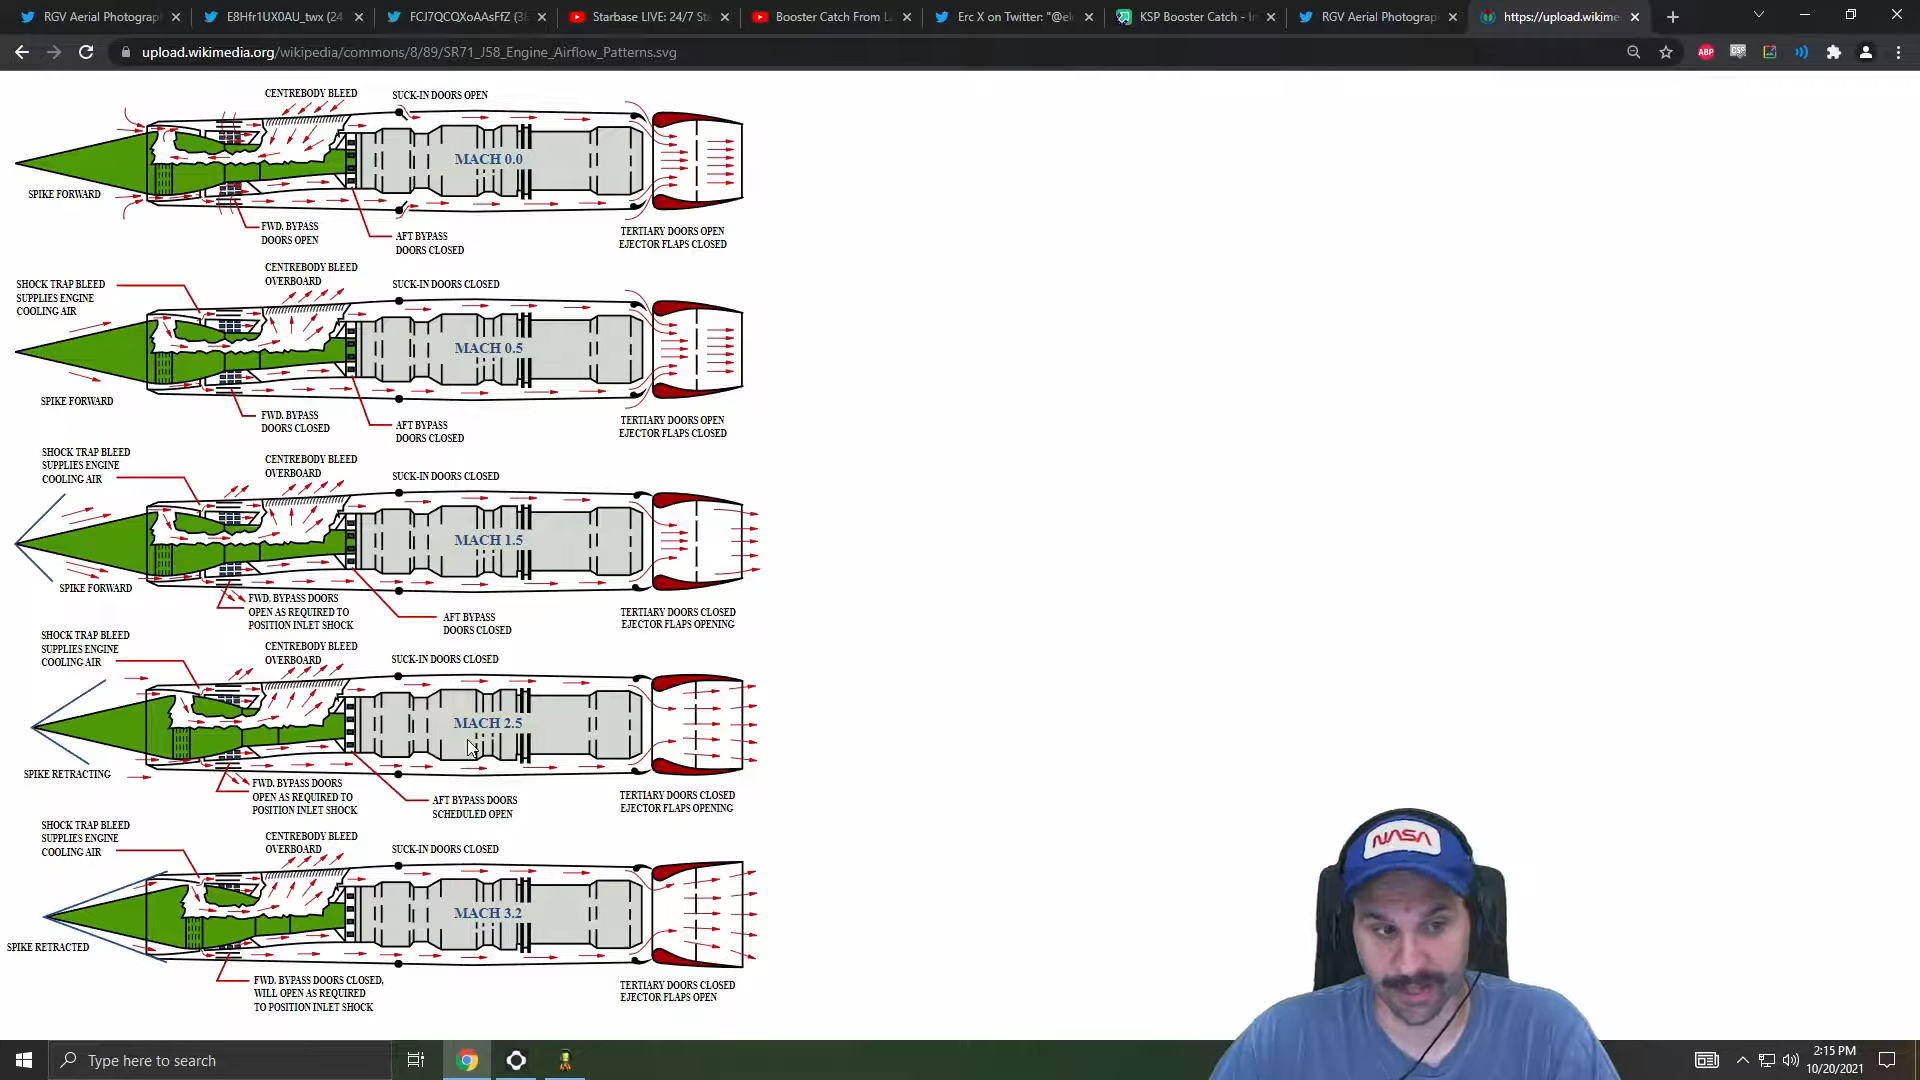 RGV Aerial Photograp
E8Hfr1UX0AU_twx (24
FCJ7QCQXoAAsFfZ (3
Starbase LIVE: 24/7 St
Booster Catch From L
Erc X on Twitter: "@el
KSP Booster Catch - I
RGV Aerial Photograp
https://upload.wikime
upload.wikimedia.org/wikipedia/commons/8/89/SR71_J58_Engine_Airflow_Patterns.svg
ABP
CENTREBODY BLEED
SUCK-IN DOORS OPEN
MACH 0.0
SPIKE FORWARD
FWD. BYPASS
DOORS OPEN
AFT BYPASS
DOORS CLOSED
TERTIARY DOORS OPEN
EJECTOR FLAPS CLOSED
SHOCK TRAP BLEED
SUPPLIES ENGINE
COOLING AIR
CENTREBODY BLEED
OVERBOARD
SUCK-IN DOORS CLOSED
MACH 0.5
SPIKE FORWARD
FWD. BYPASS
DOORS CLOSED
AFT BYPASS
DOORS CLOSED
TERTIARY DOORS OPEN
EJECTOR FLAPS CLOSED
SHOCK TRAP BLEED
SUPPLIES ENGINE
COOLING AIR
CENTREBODY BLEED
OVERBOARD
SUCK-IN DOORS CLOSED
MACH 1.5
SPIKE FORWARD
FWD. BYPASS DOORS
OPEN AS REQUIRED TO
POSITION INLET SHOCK
AFT BYPASS
DOORS CLOSED
TERTIARY DOORS CLOSED
EJECTOR FLAPS OPENING
SHOCK TRAP BLEED
SUPPLIES ENGINE
COOLING AIR
CENTREBODY BLEED
OVERBOARD
SUCK-IN DOORS CLOSED
MACH 2.5
SPIKE RETRACTING
FWD. BYPASS DOORS
OPEN AS REQUIRED TO
POSITION INLET SHOCK
AFT BYPASS DOORS
SCHEDULED OPEN
TERTIARY DOORS CLOSED
EJECTOR FLAPS OPENING
SHOCK TRAP BLEED
SUPPLIES ENGINE
COOLING AIR
CENTREBODY BLEED
OVERBOARD
SUCK-IN DOORS CLOSED
MACH 3.2
SPIKE RETRACTED
FWD. BYPASS DOORS CLOSED,
WILL OPEN AS REQUIRED
TO POSITION INLET SHOCK
TERTIARY DOORS CLOSED
EJECTOR FLAPS OPEN
NASA
Type here to search
2:15 PM
10/20/2021